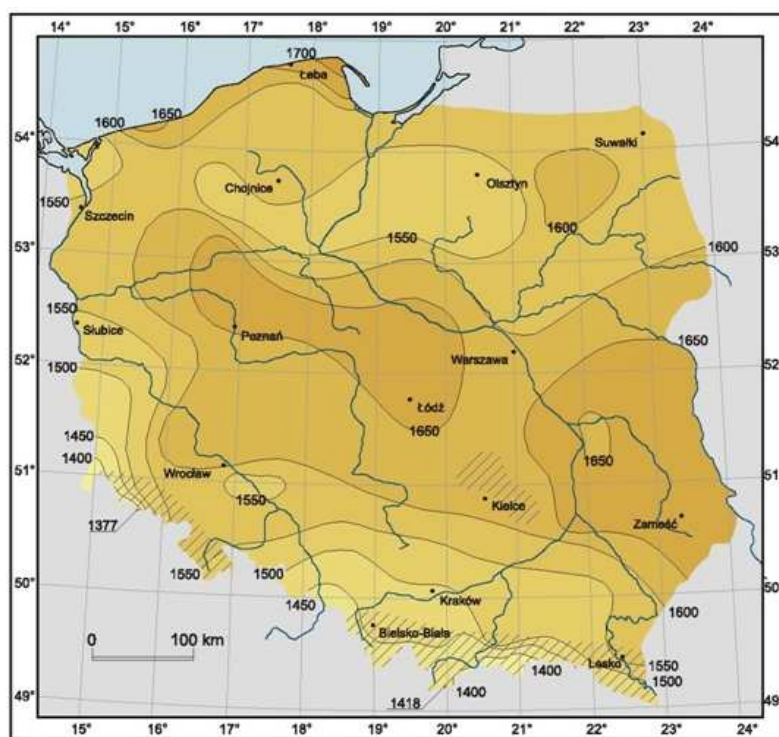 14° 15° 16° 17° 18° 19° 20° 21° 22° 23° 24°
1700
Łeba
1650
1600
54° 54°
Suwałki
Chojnice
Olsztyn
1550
Szczecin
1600
1550
1600
53° 53°
1550
Słubice
Poznań
1650
Warszawa
52° 52°
1500
Łódź
1650
1450
1400
Wrocław
1650
51° 51°
1550
Kielce
1377
Zamość
1550
1500
50° 50°
1450
Kraków
1600
0 100 km
Bielsko-Biała
Lesko
1550
1400
1400
1500
1418
49° 49°
15° 16° 17° 18° 19° 20° 21° 22° 23° 24°